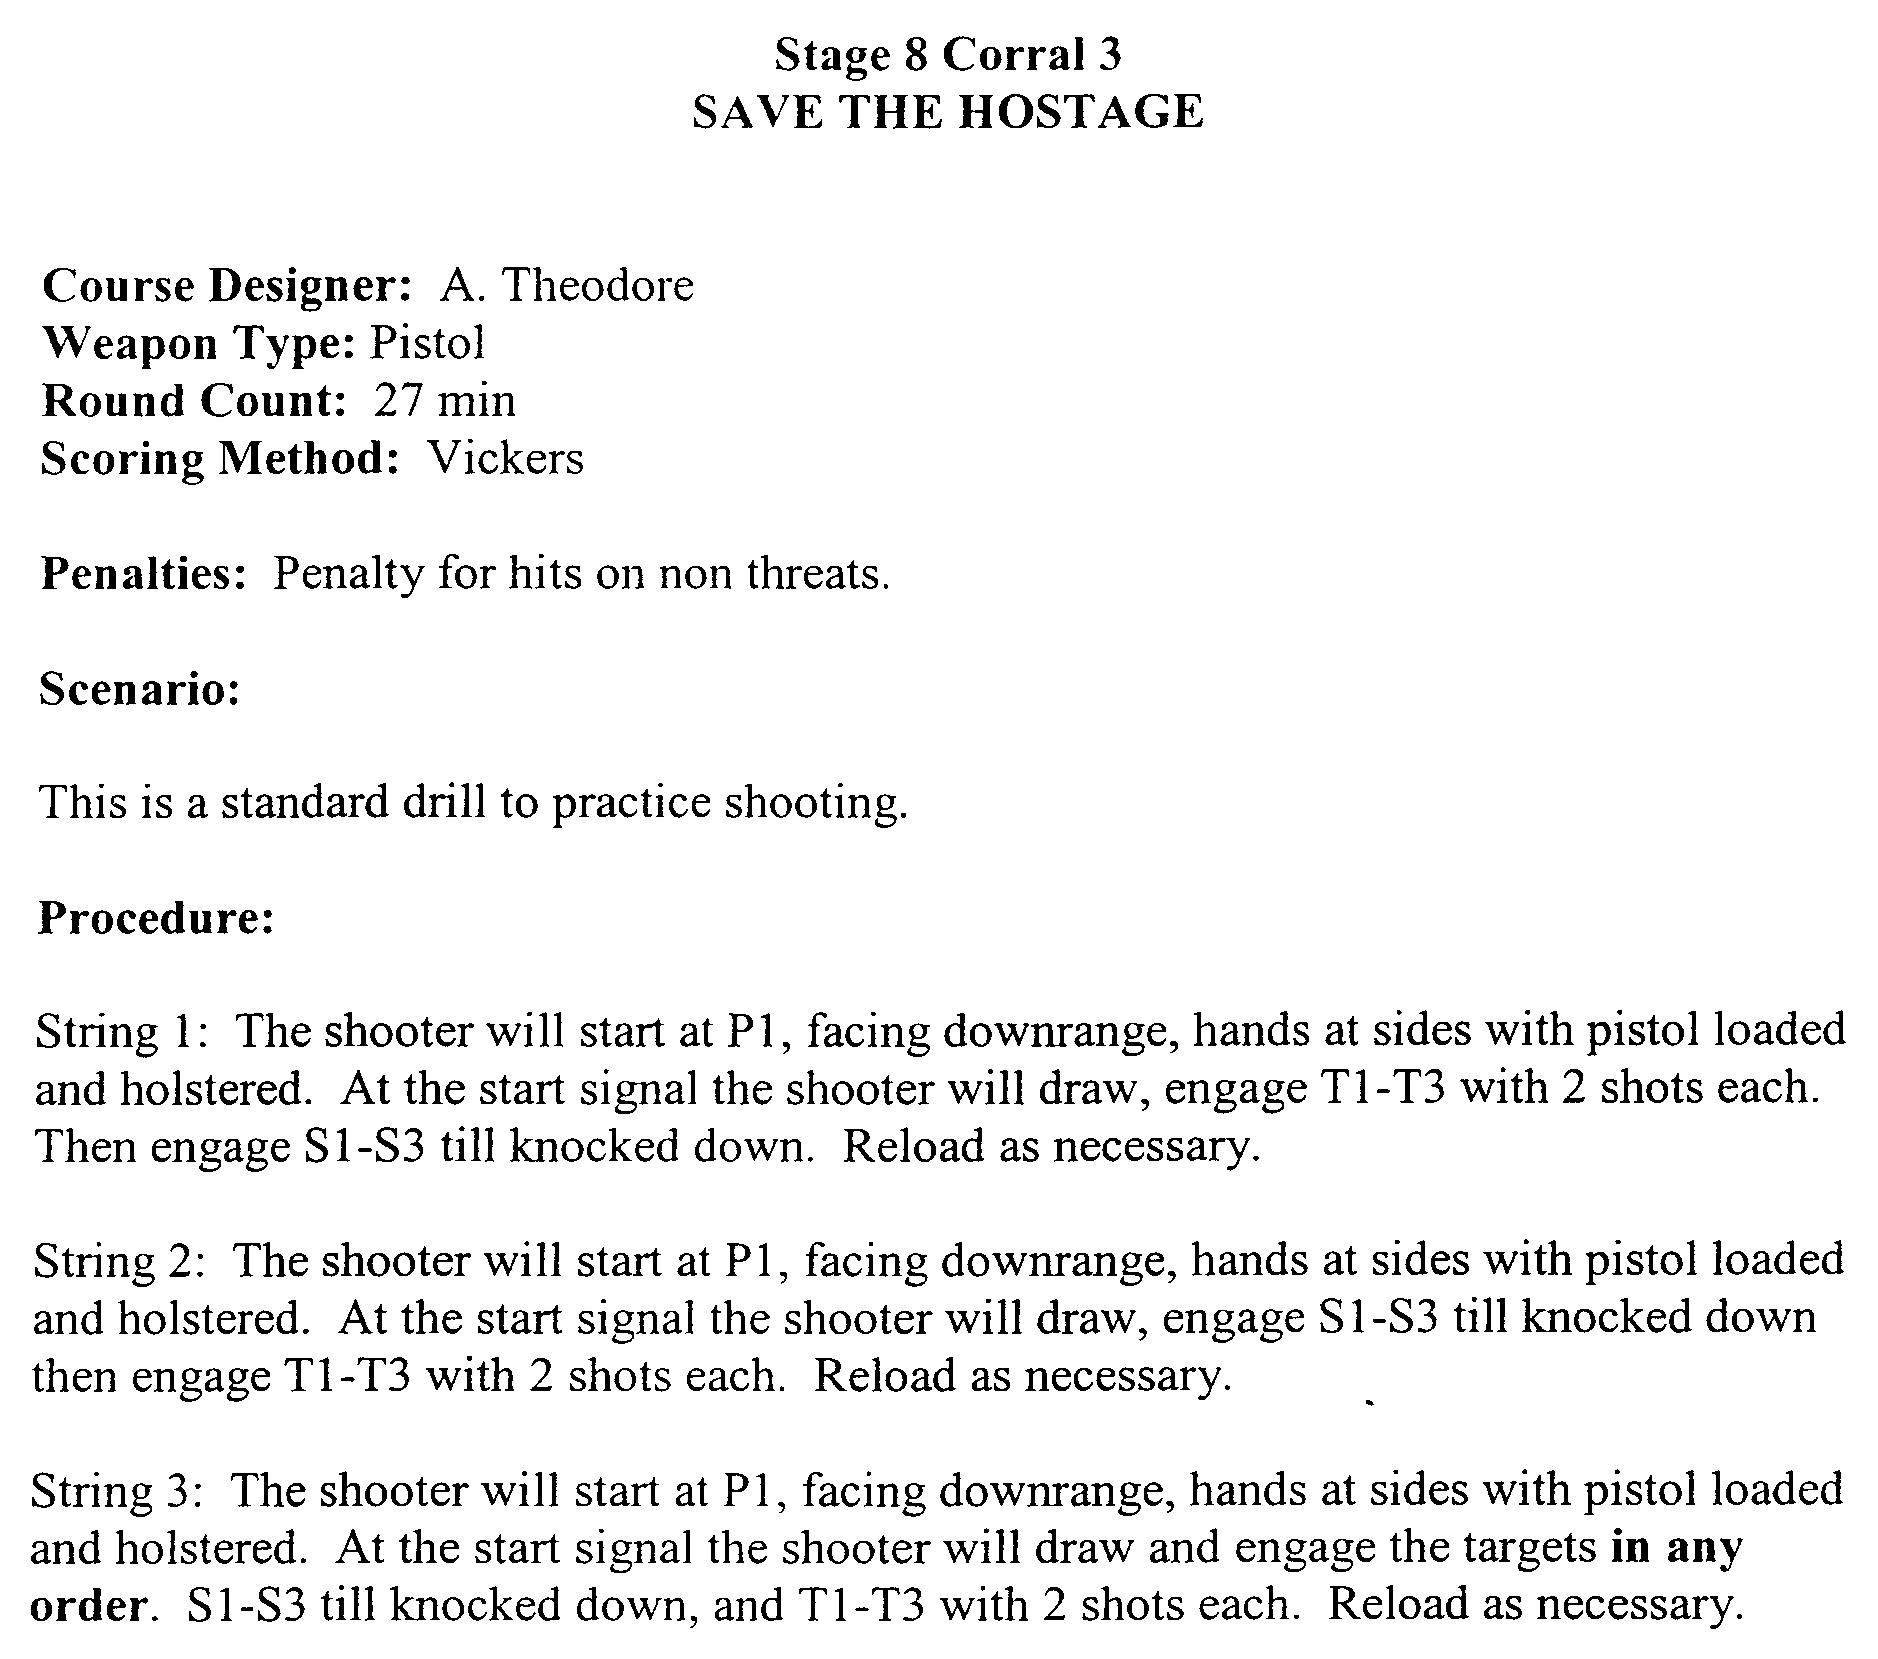 Stage 8 Corral 3
SAVE THE HOSTAGE
Course Designer: A. Theodore
Weapon Type: Pistol
Round Count: 27 min
Scoring Method: Vickers
Penalties: Penalty for hits on non threats.
Scenario:
This is a standard drill to practice shooting.
Procedure:
String 1: The shooter will start at P1, facing downrange, hands at sides with pistol loaded
and holstered. At the start signal the shooter will draw, engage T1-T3 with 2 shots each.
Then engage S1-S3 till knocked down. Reload as necessary.
String 2: The shooter will start at P1, facing downrange, hands at sides with pistol loaded
and holstered. At the start signal the shooter will draw, engage S1-S3 till knocked down
then engage T1-T3 with 2 shots each. Reload as necessary.
String 3: The shooter will start at P1, facing downrange, hands at sides with pistol loaded
and holstered. At the start signal the shooter will draw and engage the targets in any
order. S1-S3 till knocked down, and T1-T3 with 2 shots each. Reload as necessary.